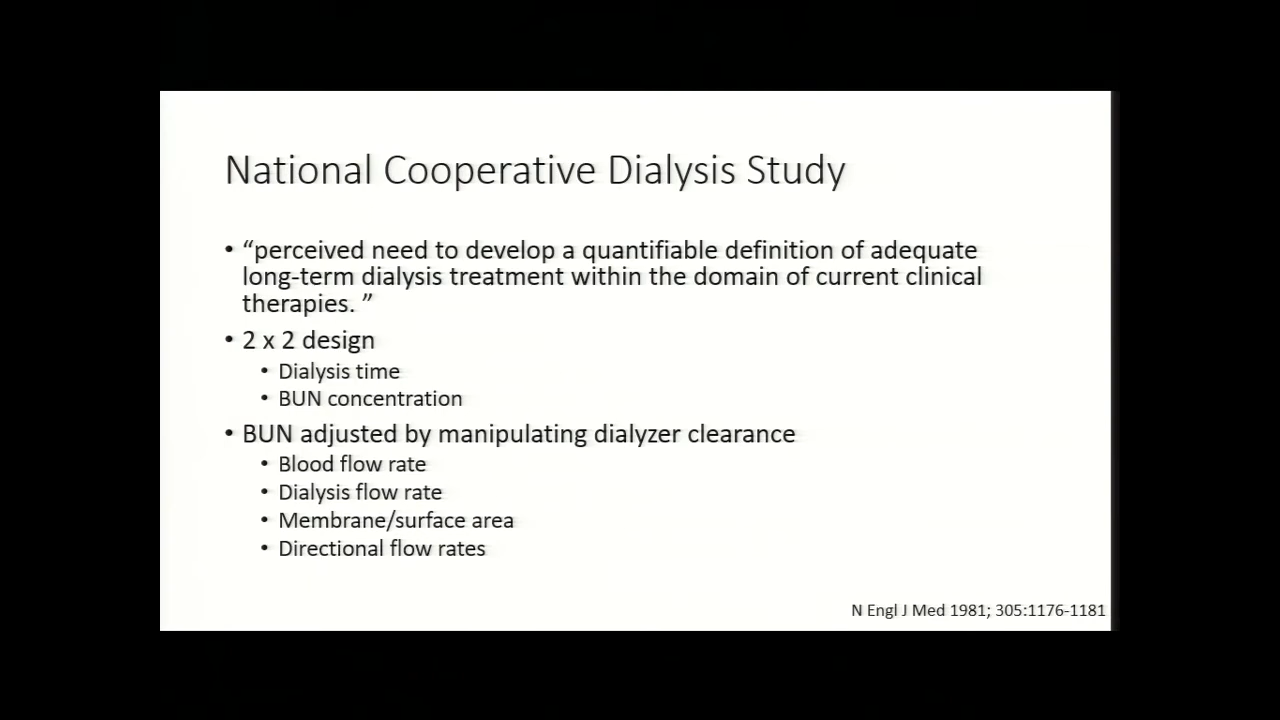 National Cooperative Dialysis Study
• “perceived need to develop a quantifiable definition of adequate
long-term dialysis treatment within the domain of current clinical
therapies. ”
• 2 x 2 design
• Dialysis time
• BUN concentration
• BUN adjusted by manipulating dialyzer clearance
• Blood flow rate
• Dialysis flow rate
• Membrane/surface area
• Directional flow rates
N Engl J Med 1981; 305:1176-1181